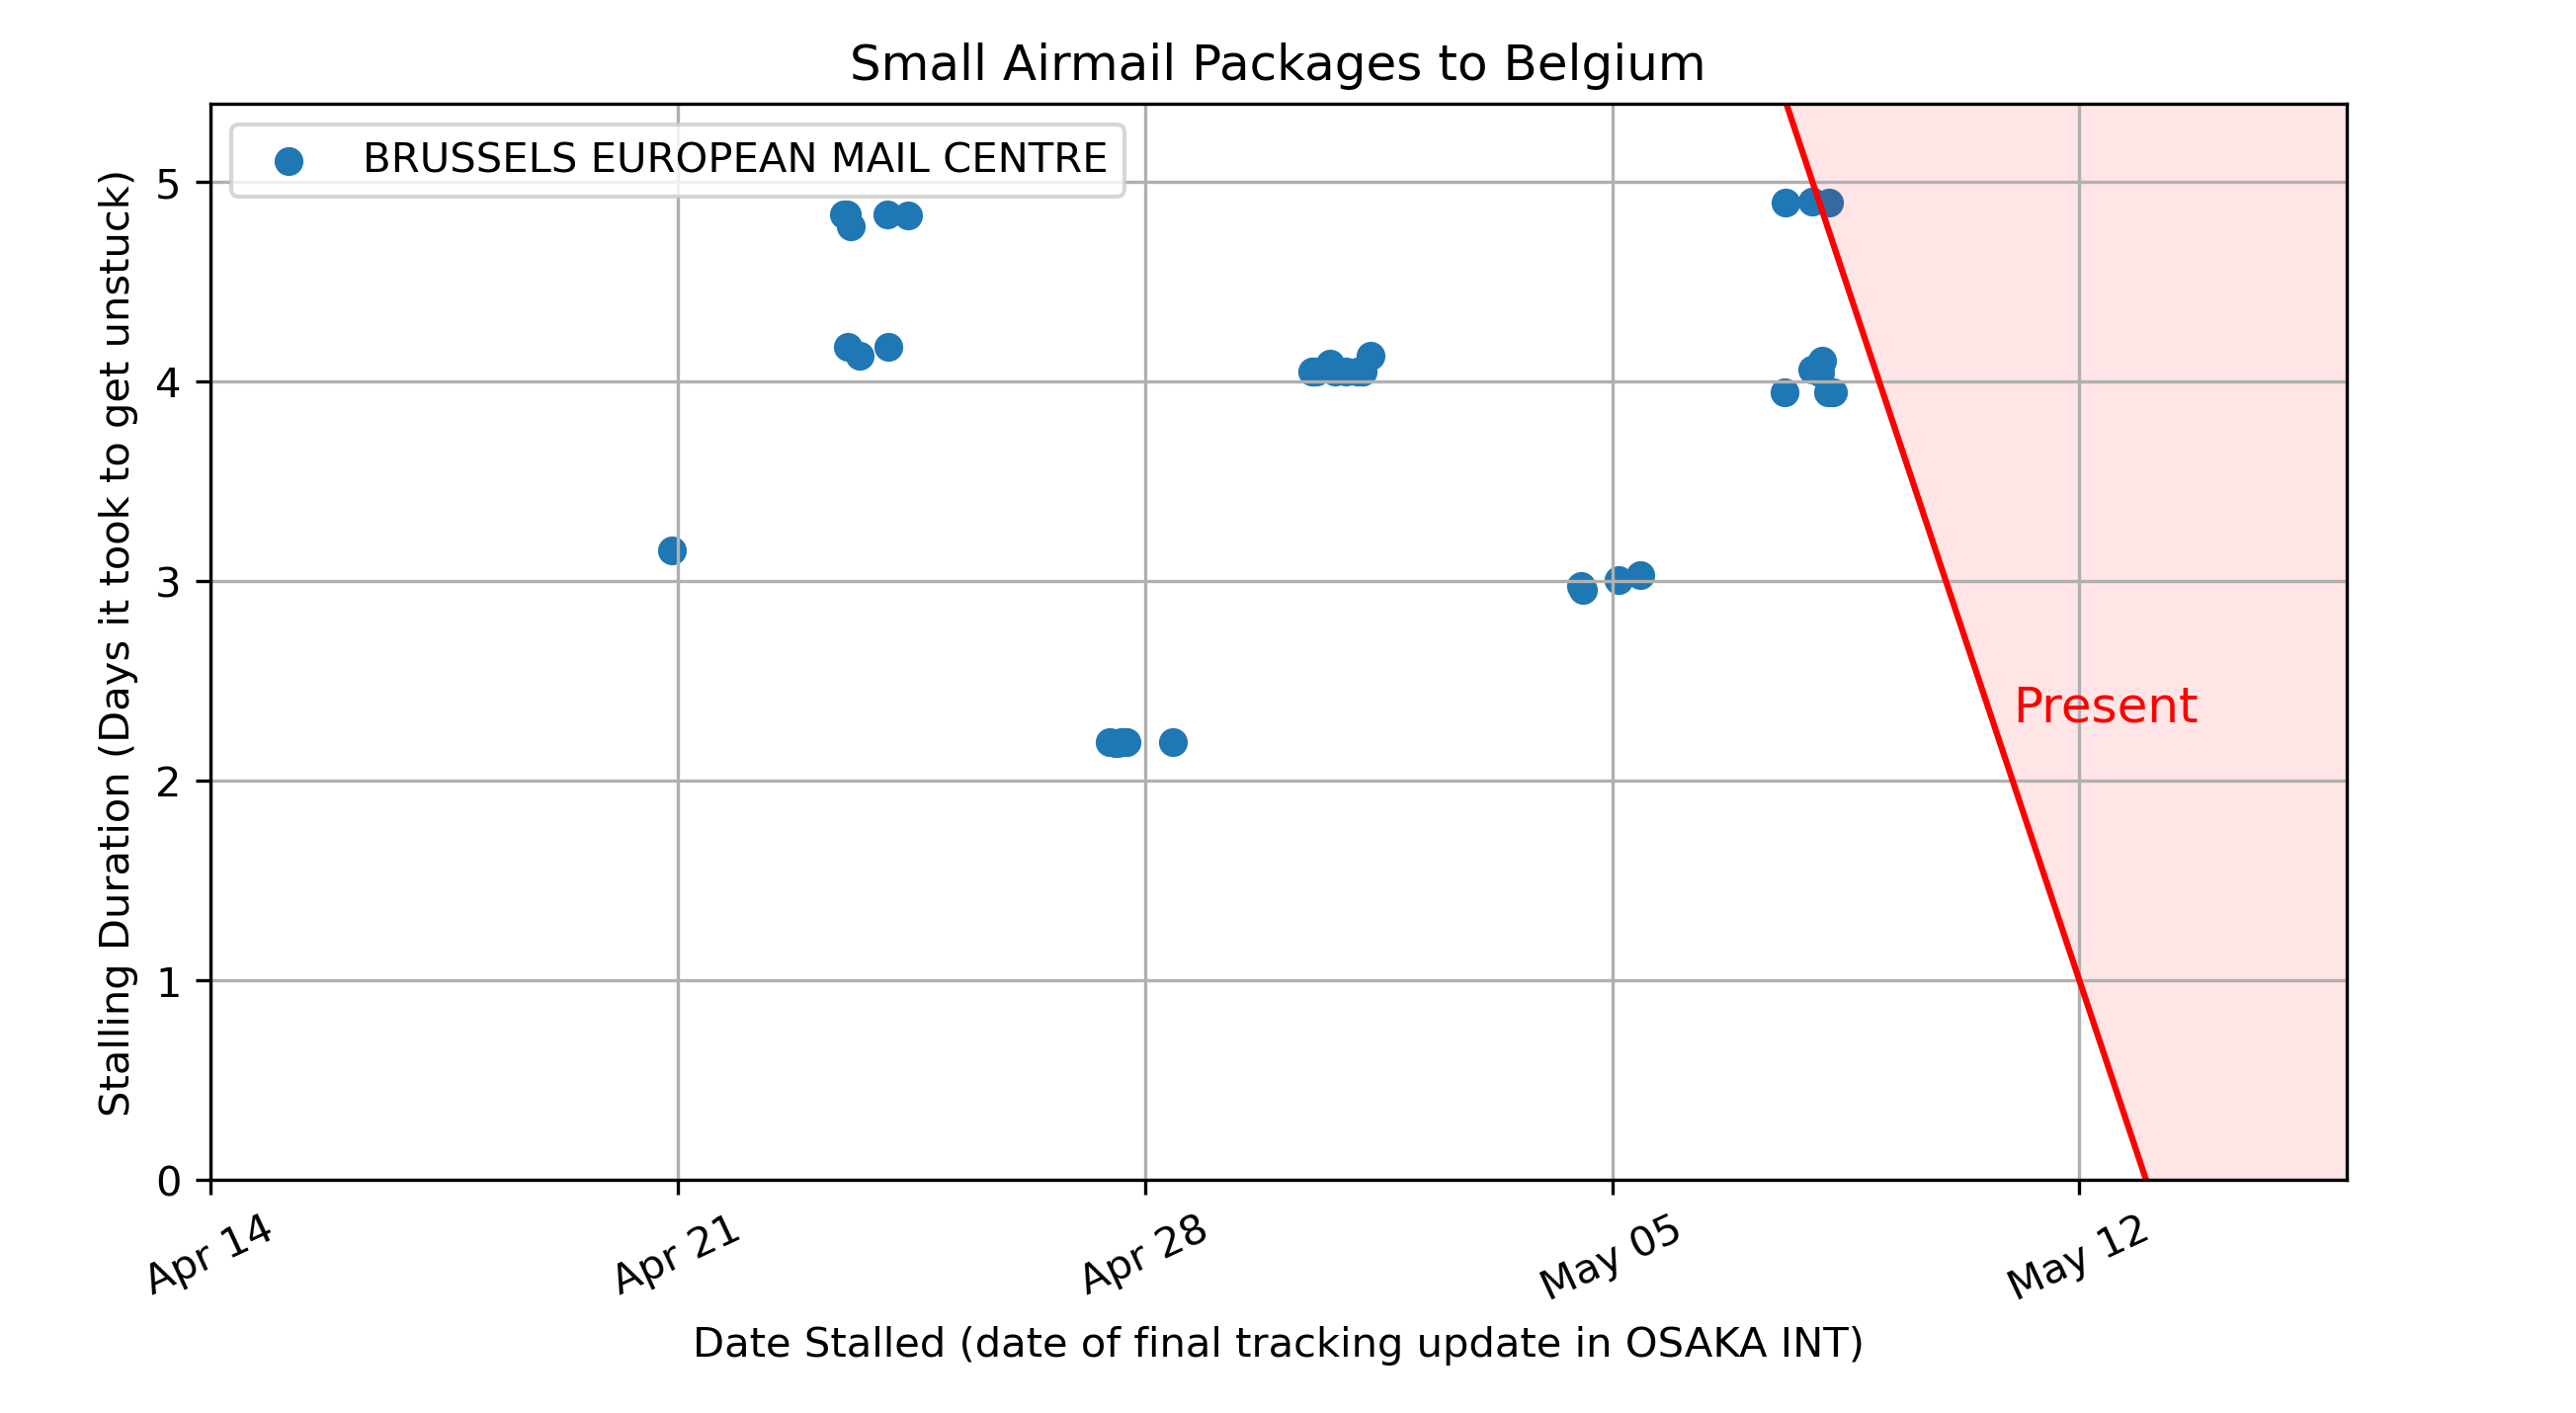 Small Airmail Packages to Belgium
BRUSSELS EUROPEAN MAIL CENTRE
Stalling Duration (Days it took to get unstuck)
5
4
3
2
1
0
Present
Apr 14
Apr 21
Apr 28
May 05
May 12
Date Stalled (date of final tracking update in OSAKA INT)